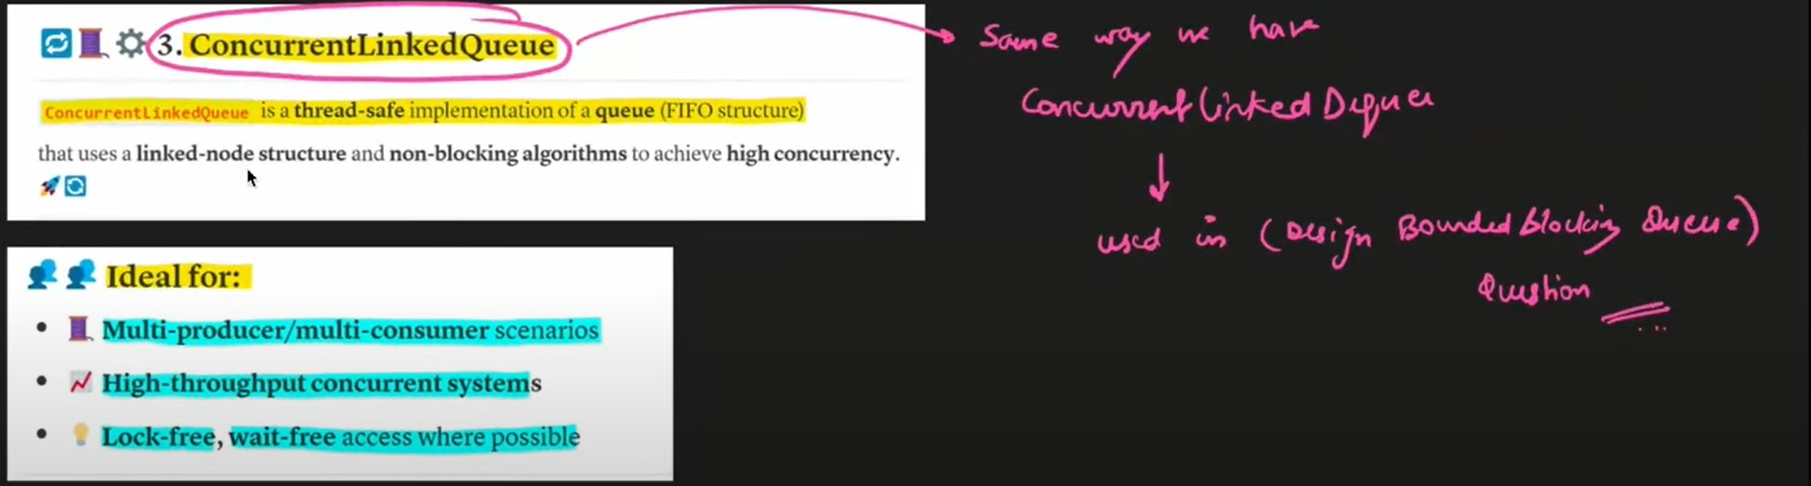 3. ConcurrentLinkedQueue
ConcurrentLinkedQueue is a thread-safe implementation of a queue (FIFO structure)
that uses a linked-node structure and non-blocking algorithms to achieve high concurrency.
Same way we have
ConcurrentLinkedDeque
used in (Design Bounded Blocking Queue)
Question
Ideal for:
Multi-producer/multi-consumer scenarios
High-throughput concurrent systems
Lock-free, wait-free access where possible